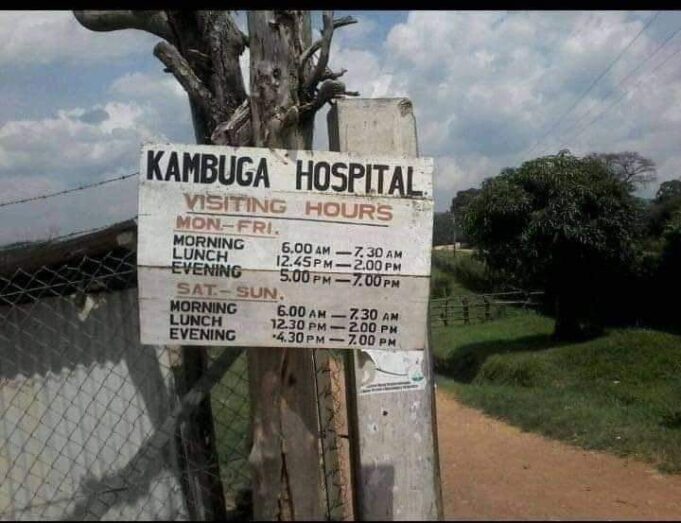 KAMBUGA HOSPITAL
VISITING HOURS
MON.-FRI.
MORNING 6.00 AM — 7.30 AM
LUNCH 12.45 PM — 2.00 PM
EVENING 5.00 PM — 7.00 PM
SAT.- SUN.
MORNING 6.00 AM — 7.30 AM
LUNCH 12.30 PM — 2.00 PM
EVENING 4.30 PM — 7.00 PM